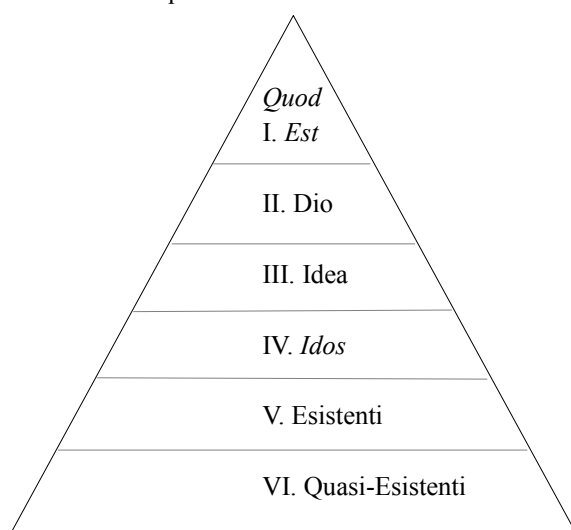 Quod
I. Est
II. Dio
III. Idea
IV. Idos
V. Esistenti
VI. Quasi-Esistenti